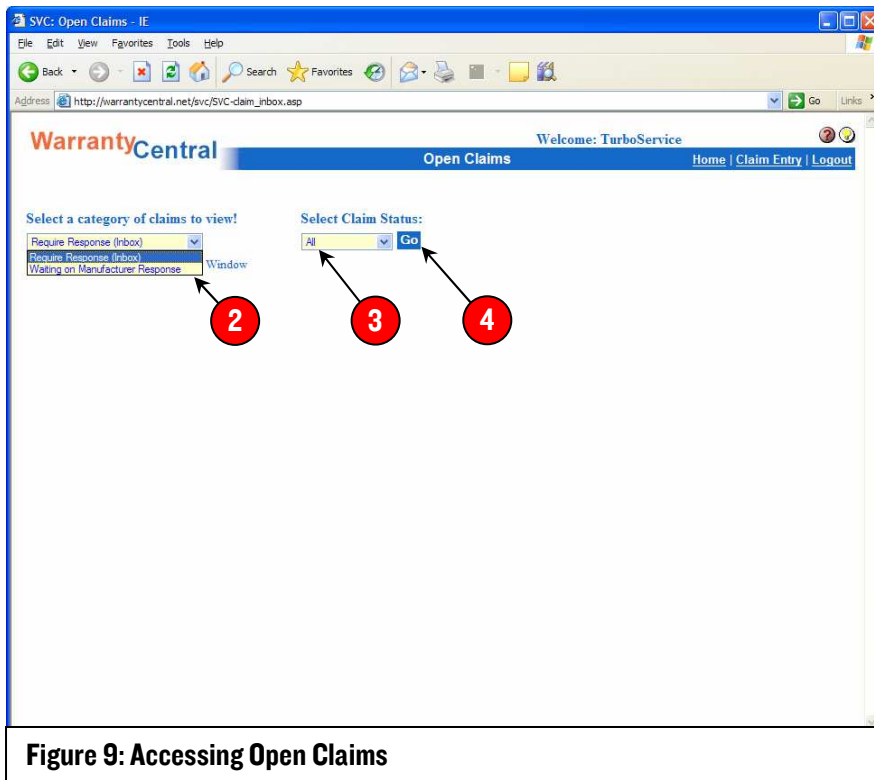 SVC: Open Claims - IE
File Edit View Favorites Tools Help
Back Search Favorites
Address http://warrantycentral.net/svc/SVC-claim_inbox.asp Go Links
WarrantyCentral
Welcome: TurboService
Open Claims
Home | Claim Entry | Logout
Select a category of claims to view! Select Claim Status:
Require Response (Inbox) All Go
Require Response (Inbox)
Waiting on Manufacturer Response Window
2 3 4
Figure 9: Accessing Open Claims